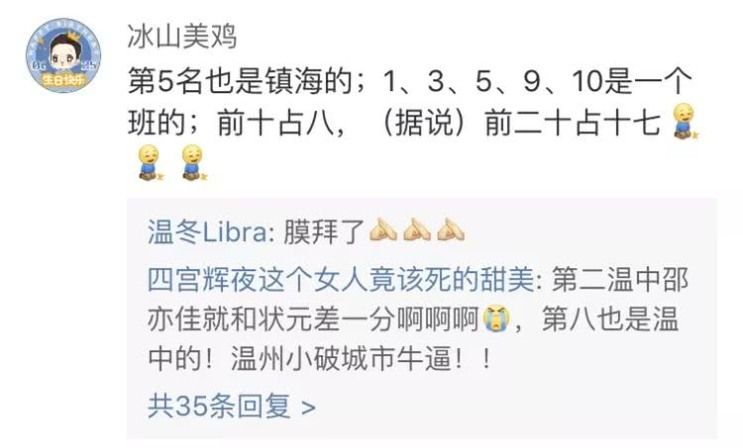 冰山美鸡
第5名也是镇海的；1、3、5、9、10是一个
班的；前十占八，（据说）前二十占十七
温冬Libra: 膜拜了
四宫辉夜这个女人竟该死的甜美: 第二温中邵
亦佳就和状元差一分啊啊啊，第八也是温
中的！温州小破城市牛逼！！
共35条回复 >
生日快乐